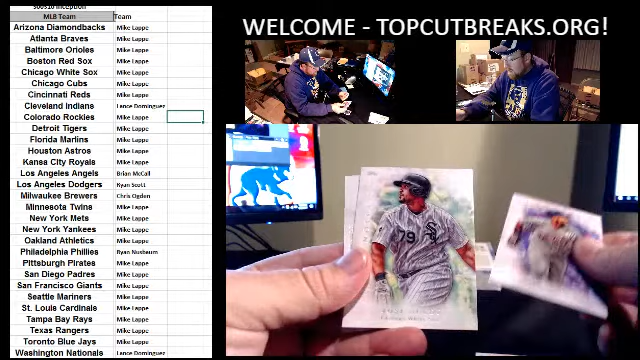 500516 Inception
MLB Team Team
Arizona Diamondbacks Mike Lappe
Atlanta Braves Mike Lappe
Baltimore Orioles Mike Lappe
Boston Red Sox Mike Lappe
Chicago White Sox Mike Lappe
Chicago Cubs Mike Lappe
Cincinnati Reds Mike Lappe
Cleveland Indians Lance Dominguez
Colorado Rockies Mike Lappe
Detroit Tigers Mike Lappe
Florida Marlins Mike Lappe
Houston Astros Mike Lappe
Kansa City Royals Mike Lappe
Los Angeles Angels Brian McCall
Los Angeles Dodgers Ryan Scott
Milwaukee Brewers Chris Ogden
Minnesota Twins Mike Lappe
New York Mets Mike Lappe
New York Yankees Mike Lappe
Oakland Athletics Mike Lappe
Philadelphia Phillies Ryan Nusbaum
Pitteburgh Pirates Mike Lappe
San Diego Padres Mike Lappe
San Francisco Giants Mike Lappe
Seattle Mariners Mike Lappe
St. Louis Cardinals Mike Lappe
Tampa Bay Rays Mike Lappe
Texas Rangers Mike Lappe
Toronto Blue Jays Mike Lappe
Washington Nationals Lance Dominguez
WELCOME - TOPCUTBREAKS.ORG!
79